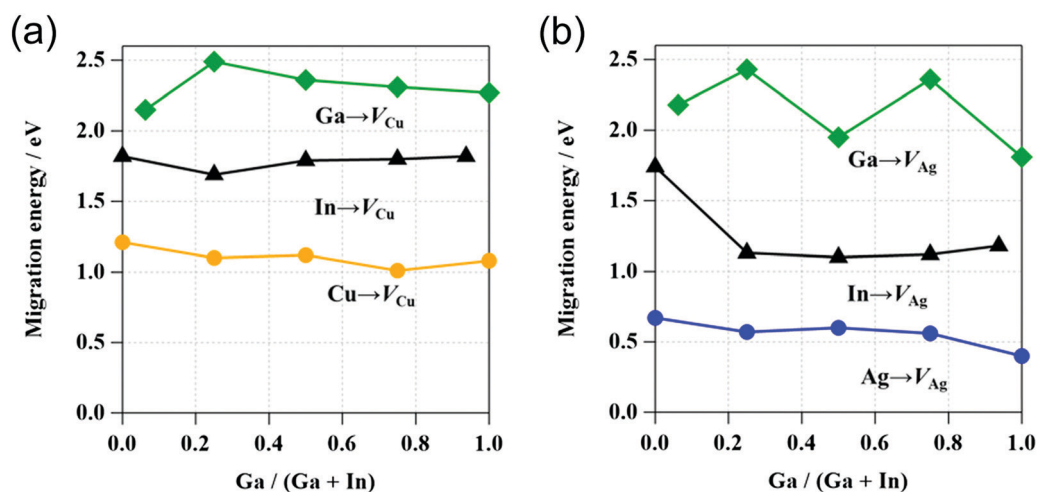 (a)
Migration energy / eV
2.5
2.0
1.5
1.0
0.5
0.0
Ga→VCu
In→VCu
Cu→VCu
0.0 0.2 0.4 0.6 0.8 1.0
Ga / (Ga + In)
(b)
Migration energy / eV
2.5
2.0
1.5
1.0
0.5
0.0
Ga→VAg
In→VAg
Ag→VAg
0.0 0.2 0.4 0.6 0.8 1.0
Ga / (Ga + In)